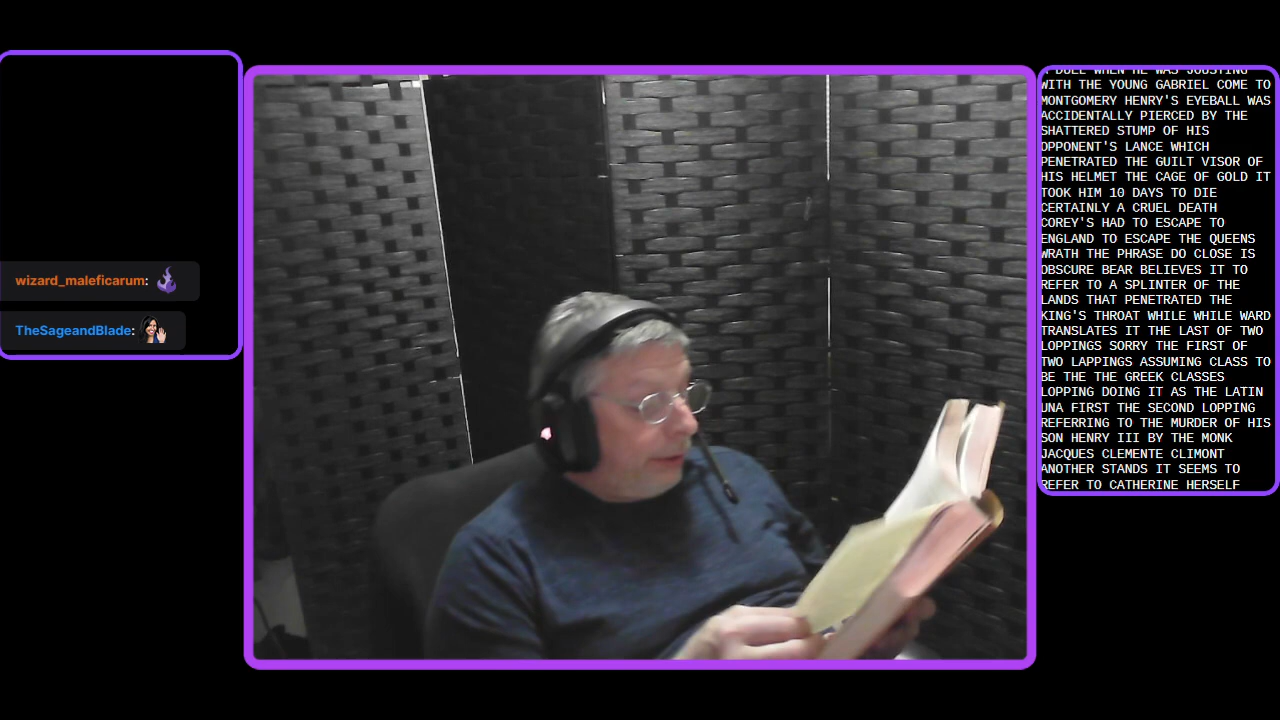 wizard_maleficarum:
TheSageandBlade:
A DUEL WHEN HE WAS JOUSTING
WITH THE YOUNG GABRIEL COME TO
MONTGOMERY HENRY'S EYEBALL WAS
ACCIDENTALLY PIERCED BY THE
SHATTERED STUMP OF HIS
OPPONENT'S LANCE WHICH
PENETRATED THE GUILT VISOR OF
HIS HELMET THE CAGE OF GOLD IT
TOOK HIM 10 DAYS TO DIE
CERTAINLY A CRUEL DEATH
COREY'S HAD TO ESCAPE TO
ENGLAND TO ESCAPE THE QUEENS
WRATH THE PHRASE DO CLOSE IS
OBSCURE BEAR BELIEVES IT TO
REFER TO A SPLINTER OF THE
LANDS THAT PENETRATED THE
KING'S THROAT WHILE WHILE WARD
TRANSLATES IT THE LAST OF TWO
LOPPINGS SORRY THE FIRST OF
TWO LAPPINGS ASSUMING CLASS TO
BE THE THE GREEK CLASSES
LOPPING DOING IT AS THE LATIN
UNA FIRST THE SECOND LOPPING
REFERRING TO THE MURDER OF HIS
SON HENRY III BY THE MONK
JACQUES CLEMENTE CLIMONT
ANOTHER STANDS IT SEEMS TO
REFER TO CATHERINE HERSELF